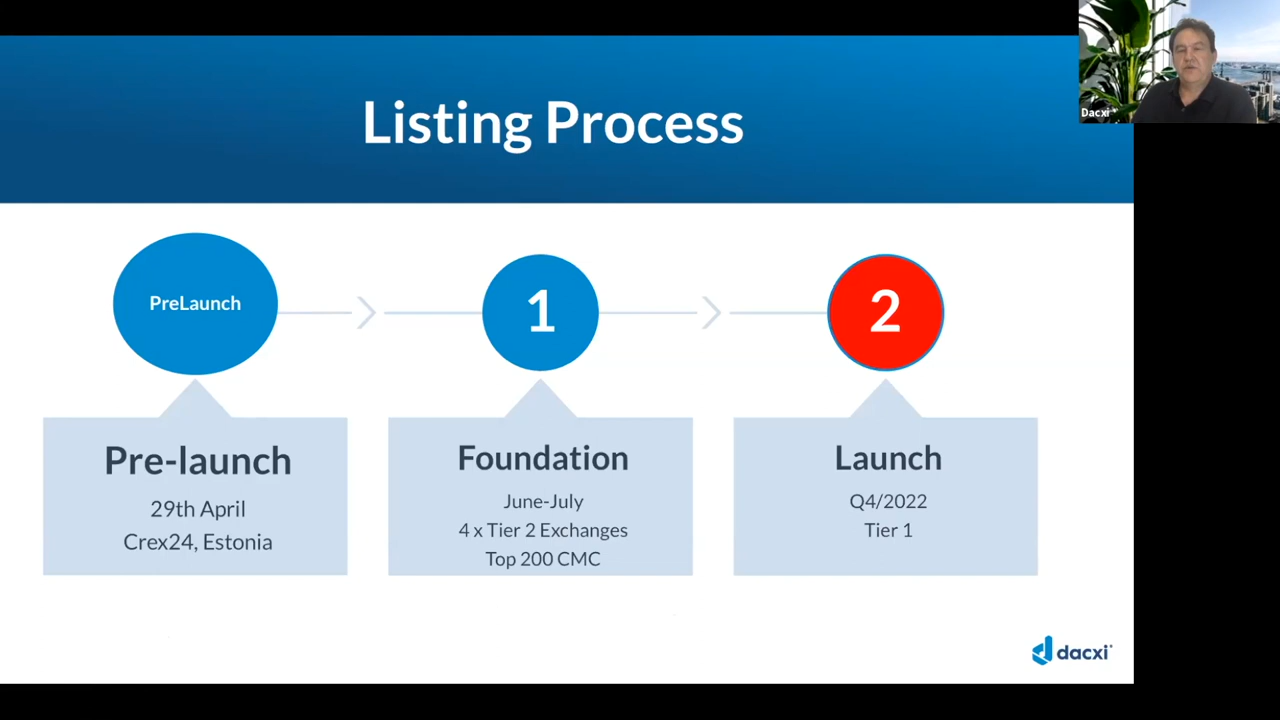 Listing Process
Dacxi
PreLaunch
1
2
Pre-launch
29th April
Crex24, Estonia
Foundation
June-July
4 x Tier 2 Exchanges
Top 200 CMC
Launch
Q4/2022
Tier 1
dacxi